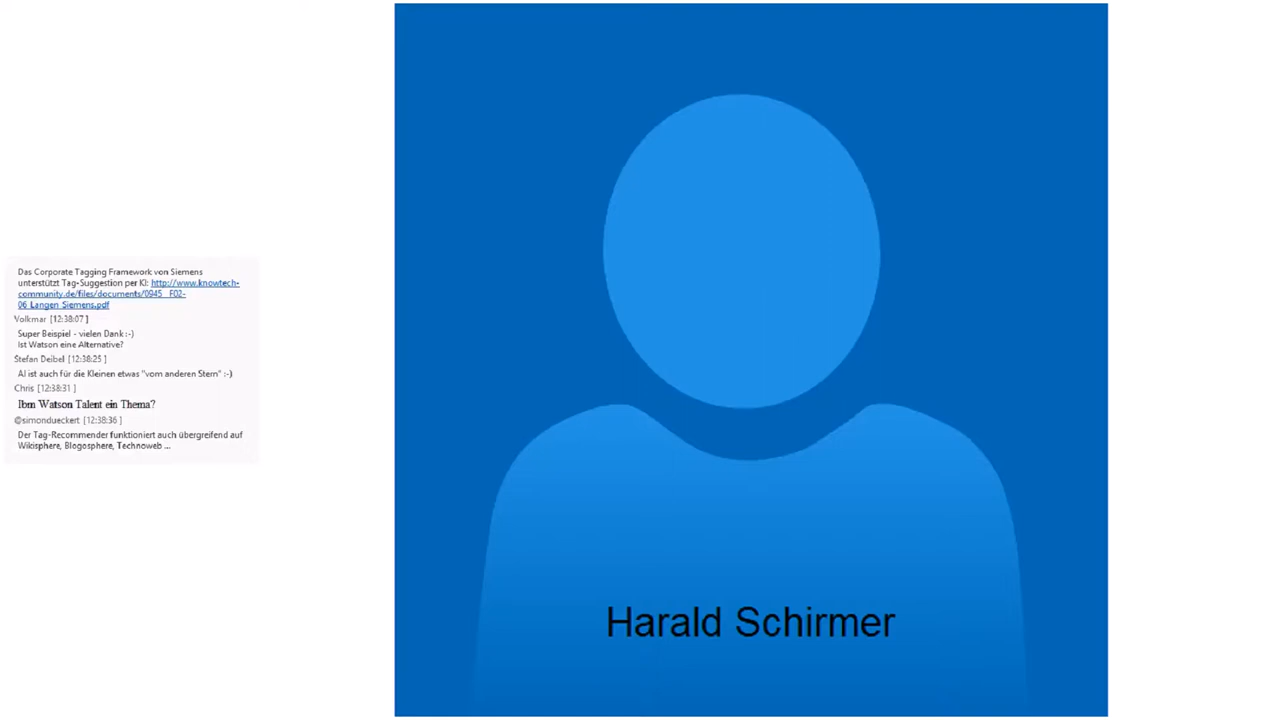 Das Corporate Tagging Framework von Siemens
unterstützt Tag-Suggestion per KI: http://www.knowtech-
community.de/files/documents/0945_F02-
06_Langen_Siemens.pdf
Volkmar [12:38:07 ]
Super Beispiel - vielen Dank :-)
Ist Watson eine Alternative?
Stefan Deibel [12:38:25 ]
AI ist auch für die Kleinen etwas "vom anderen Stern" :-)
Chris [12:38:31 ]
Ibm Watson Talent ein Thema?
@simondueckert [12:38:36 ]
Der Tag-Recommender funktioniert auch übergreifend auf
Wikisphere, Blogosphere, Technoweb ...
Harald Schirmer